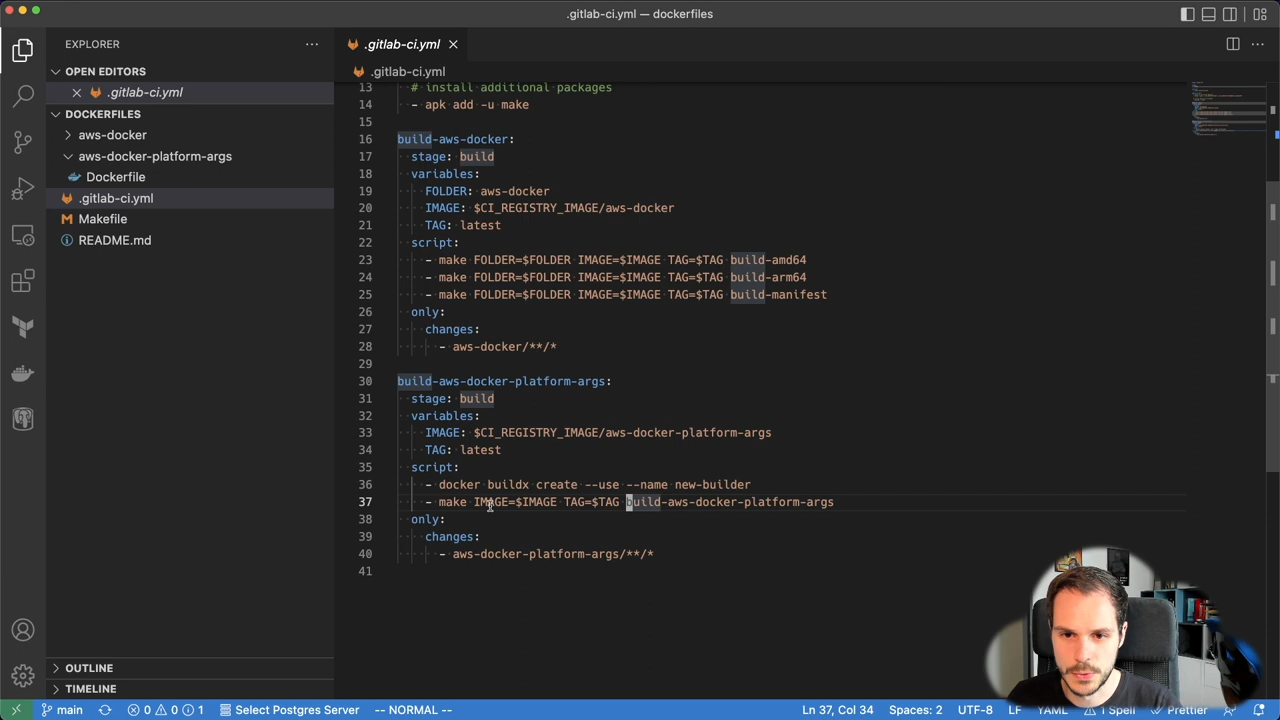 .gitlab-ci.yml — dockerfiles
EXPLORER
OPEN EDITORS
.gitlab-ci.yml
DOCKERFILES
aws-docker
aws-docker-platform-args
Dockerfile
.gitlab-ci.yml
Makefile
README.md
OUTLINE
TIMELINE
.gitlab-ci.yml
.gitlab-ci.yml
13 # install additional packages
14 - apk add -u make
15
16 build-aws-docker:
17 stage: build
18 variables:
19 FOLDER: aws-docker
20 IMAGE: $CI_REGISTRY_IMAGE/aws-docker
21 TAG: latest
22 script:
23 - make FOLDER=$FOLDER IMAGE=$IMAGE TAG=$TAG build-amd64
24 - make FOLDER=$FOLDER IMAGE=$IMAGE TAG=$TAG build-arm64
25 - make FOLDER=$FOLDER IMAGE=$IMAGE TAG=$TAG build-manifest
26 only:
27 changes:
28 - aws-docker/**/*
29
30 build-aws-docker-platform-args:
31 stage: build
32 variables:
33 IMAGE: $CI_REGISTRY_IMAGE/aws-docker-platform-args
34 TAG: latest
35 script:
36 - docker buildx create --use --name new-builder
37 - make IMAGE=$IMAGE TAG=$TAG build-aws-docker-platform-args
38 only:
39 changes:
40 - aws-docker-platform-args/**/*
41
main 0 0 1 Select Postgres Server -- NORMAL -- Ln 37, Col 34 Spaces: 2 UTF-8 LF YAML 1 Spell Prettier